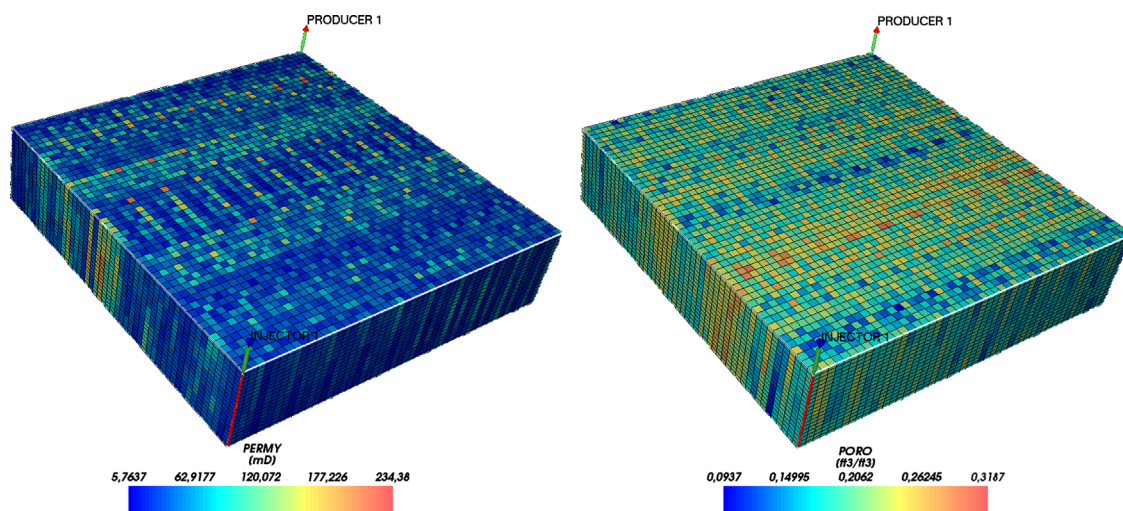 PRODUCER 1
PRODUCER 1
INJECTOR 1
INJECTOR 1
PERMY
(mD)
5,7637 62,9177 120,072 177,226 234,38
PORO
(ft3/ft3)
0,0937 0,14995 0,2062 0,26245 0,3187